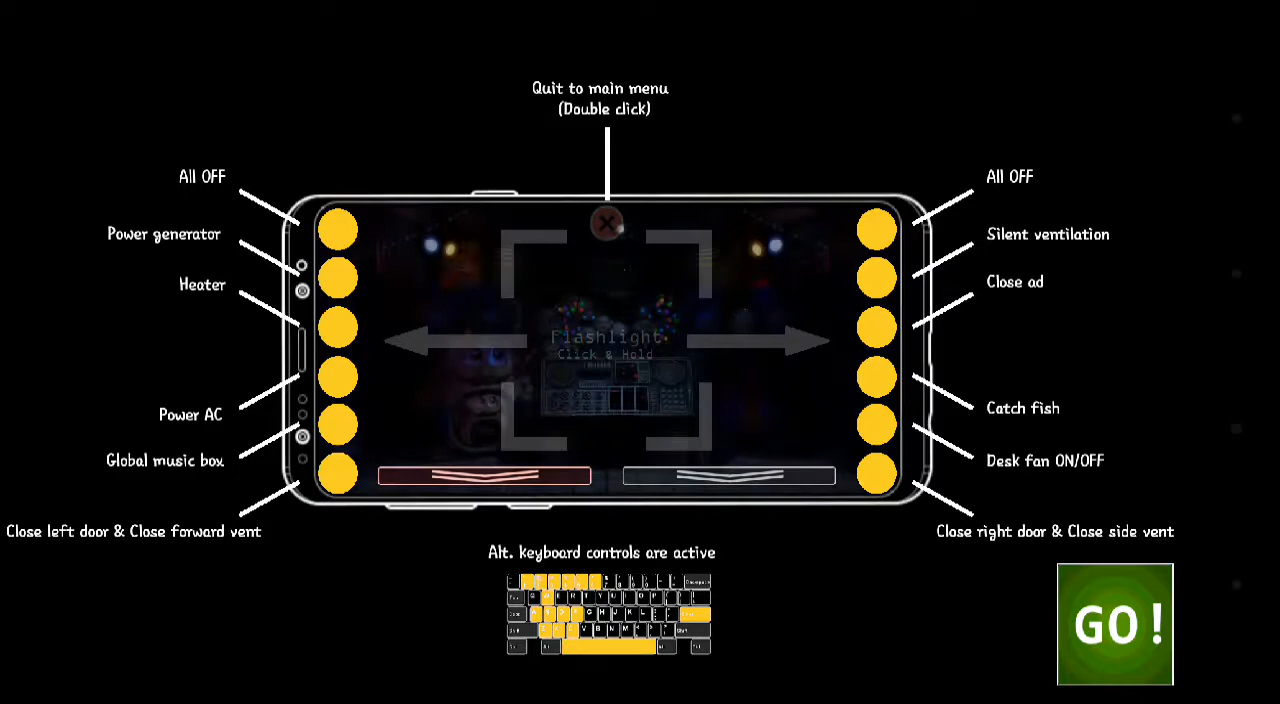 Quit to main menu
(Double click)
All OFF
All OFF
Power generator
Silent ventilation
Heater
Close ad
Flashlight
Click & Hold
Power AC
Catch fish
Global music box
Desk fan ON/OFF
Close left door & Close forward vent
Close right door & Close side vent
Alt. keyboard controls are active
GO!